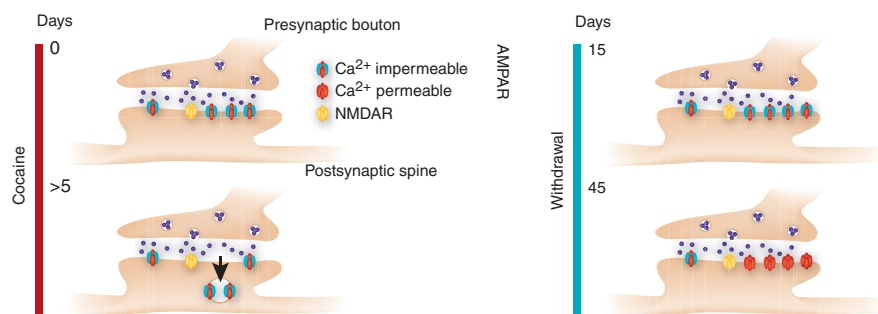 Days
Presynaptic bouton
Days
0
15
AMPAR
Ca2+ impermeable
Ca2+ permeable
NMDAR
Cocaine
Withdrawal
>5
Postsynaptic spine
45